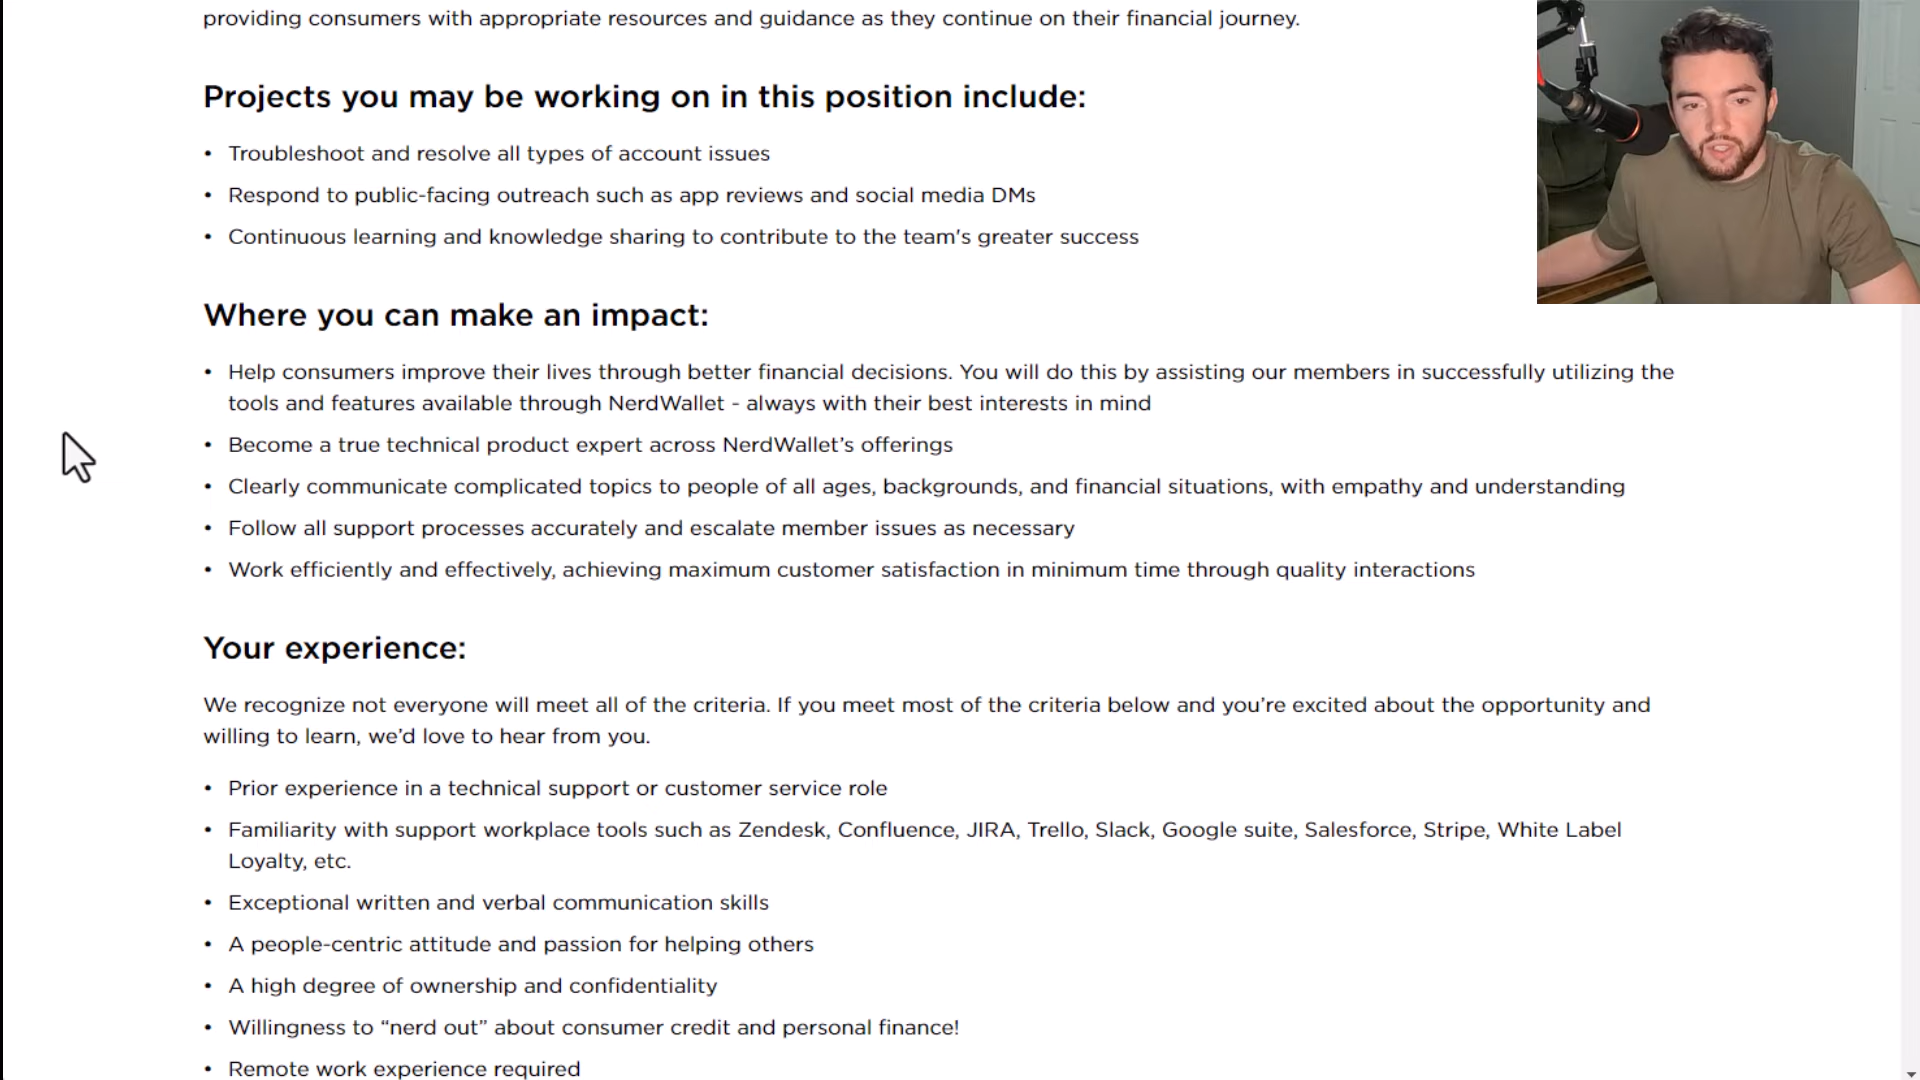 providing consumers with appropriate resources and guidance as they continue on their financial journey.
Projects you may be working on in this position include:
• Troubleshoot and resolve all types of account issues
• Respond to public-facing outreach such as app reviews and social media DMs
• Continuous learning and knowledge sharing to contribute to the team's greater success
Where you can make an impact:
• Help consumers improve their lives through better financial decisions. You will do this by assisting our members in successfully utilizing the
tools and features available through NerdWallet - always with their best interests in mind
• Become a true technical product expert across NerdWallet’s offerings
• Clearly communicate complicated topics to people of all ages, backgrounds, and financial situations, with empathy and understanding
• Follow all support processes accurately and escalate member issues as necessary
• Work efficiently and effectively, achieving maximum customer satisfaction in minimum time through quality interactions
Your experience:
We recognize not everyone will meet all of the criteria. If you meet most of the criteria below and you’re excited about the opportunity and
willing to learn, we’d love to hear from you.
• Prior experience in a technical support or customer service role
• Familiarity with support workplace tools such as Zendesk, Confluence, JIRA, Trello, Slack, Google suite, Salesforce, Stripe, White Label
Loyalty, etc.
• Exceptional written and verbal communication skills
• A people-centric attitude and passion for helping others
• A high degree of ownership and confidentiality
• Willingness to “nerd out” about consumer credit and personal finance!
• Remote work experience required